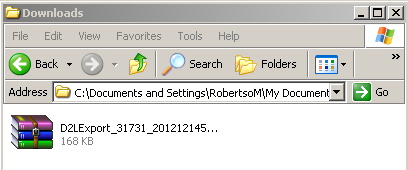 Downloads
File Edit View Favorites Tools Help
Back Search Folders
Address C:\Documents and Settings\RobertsoM\My Document Go
D2LExport_31731_201212145...
168 KB